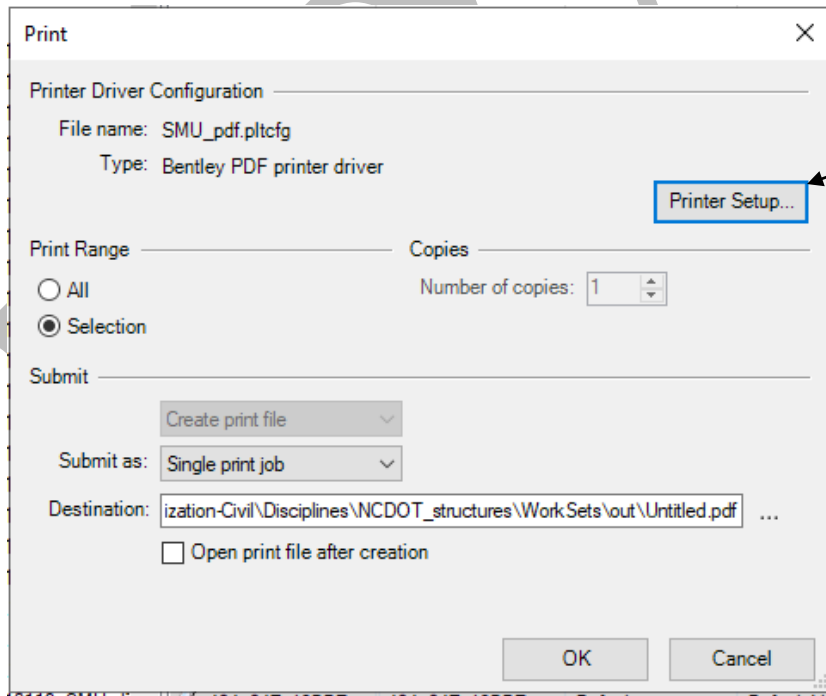 Print
Printer Driver Configuration
File name: SMU_pdf.pltcfg
Type: Bentley PDF printer driver
Printer Setup...
Print Range
Copies
All
Number of copies: 1
Selection
Submit
Create print file
Submit as: Single print job
Destination: ization-Civil\Disciplines\NCDOT_structures\WorkSets\out\Untitled.pdf ...
Open print file after creation
OK Cancel